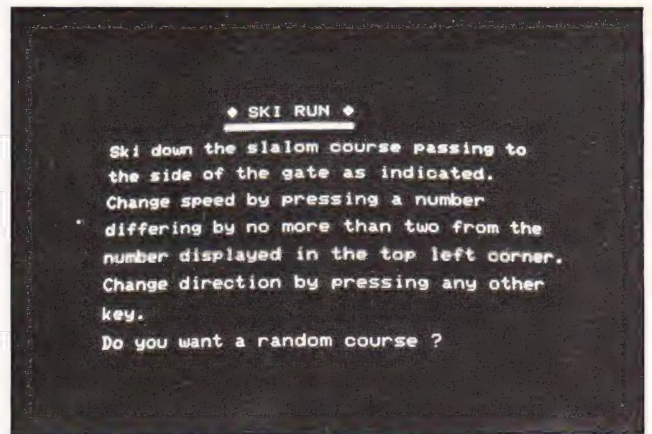 ♦ SKI RUN ♦
Ski down the slalom course passing to
the side of the gate as indicated.
Change speed by pressing a number
differing by no more than two from the
number displayed in the top left corner.
Change direction by pressing any other
key.
Do you want a random course ?